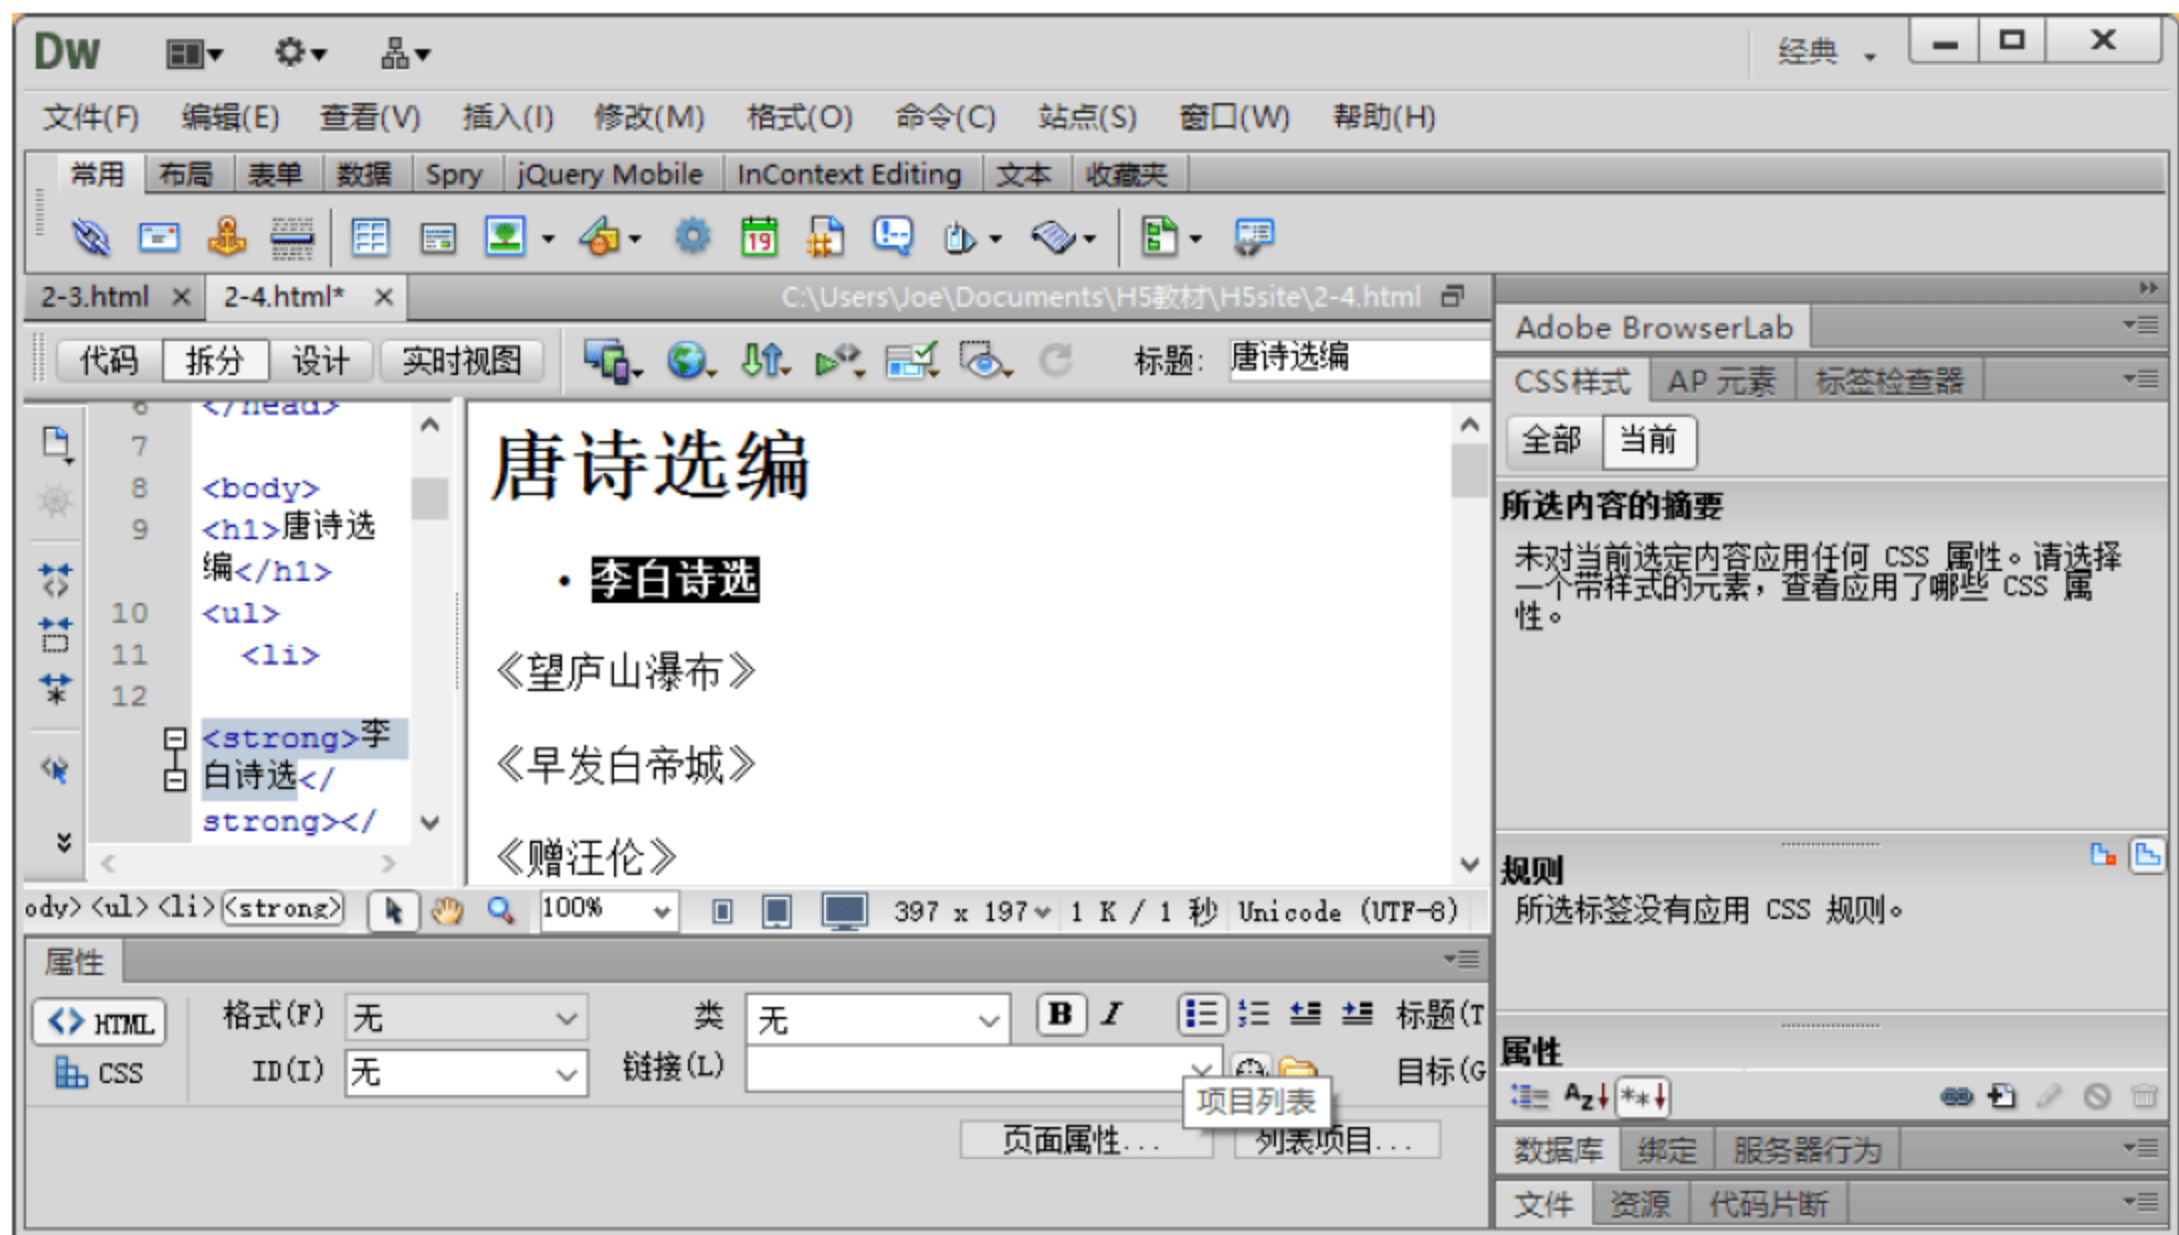 Dw
经典
文件(F) 编辑(E) 查看(V) 插入(I) 修改(M) 格式(O) 命令(C) 站点(S) 窗口(W) 帮助(H)
常用 布局 表单 数据 Spry jQuery Mobile InContext Editing 文本 收藏夹
19
2-3.html 2-4.html* C:\Users\Joe\Documents\H5教材\H5site\2-4.html
代码 拆分 设计 实时视图 标题: 唐诗选编
6 </head>
7
8 <body>
9 <h1>唐诗选
编</h1>
10 <ul>
11 <li>
12
<strong>李
白诗选</
strong></
唐诗选编
• 李白诗选
《望庐山瀑布》
《早发白帝城》
《赠汪伦》
ody> <ul> <li> <strong> 100% 397 x 197 1 K / 1 秒 Unicode (UTF-8)
属性
<> HTML 格式(F) 无 类 无 B I 标题(T
CSS ID(I) 无 链接(L) 目标(G
项目列表
页面属性... 列表项目...
Adobe BrowserLab
CSS样式 AP 元素 标签检查器
全部 当前
所选内容的摘要
未对当前选定内容应用任何 CSS 属性。请选择
一个带样式的元素，查看应用了哪些 CSS 属
性。
规则
所选标签没有应用 CSS 规则。
属性
Az↓ **↓
数据库 绑定 服务器行为
文件 资源 代码片断